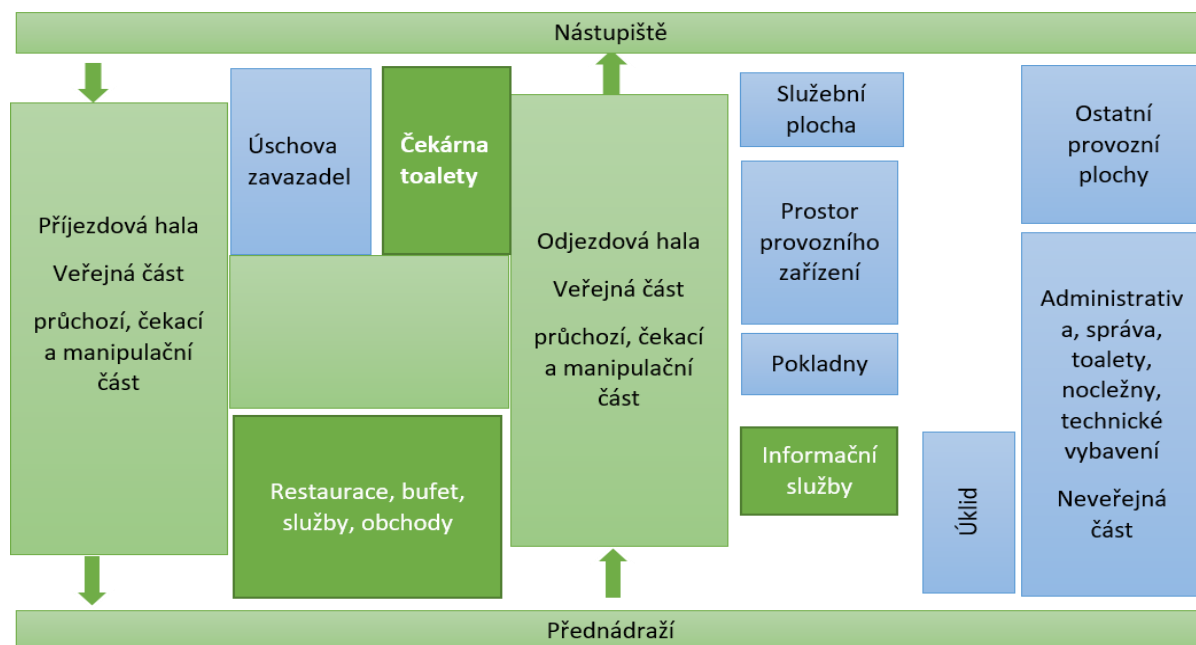 Nástupiště
Příjezdová hala
Veřejná část
průchozí, čekací
a manipulační
část
Úschova
zavazadel
Čekárna
toalety
Restaurace, bufet,
služby, obchody
Odjezdová hala
Veřejná část
průchozí, čekací
a manipulační
část
Služební
plocha
Prostor
provozního
zařízení
Pokladny
Informační
služby
Úklid
Ostatní
provozní
plochy
Administrativ
a, správa,
toalety,
nocležny,
technické
vybavení
Neveřejná
část
Přednádraží